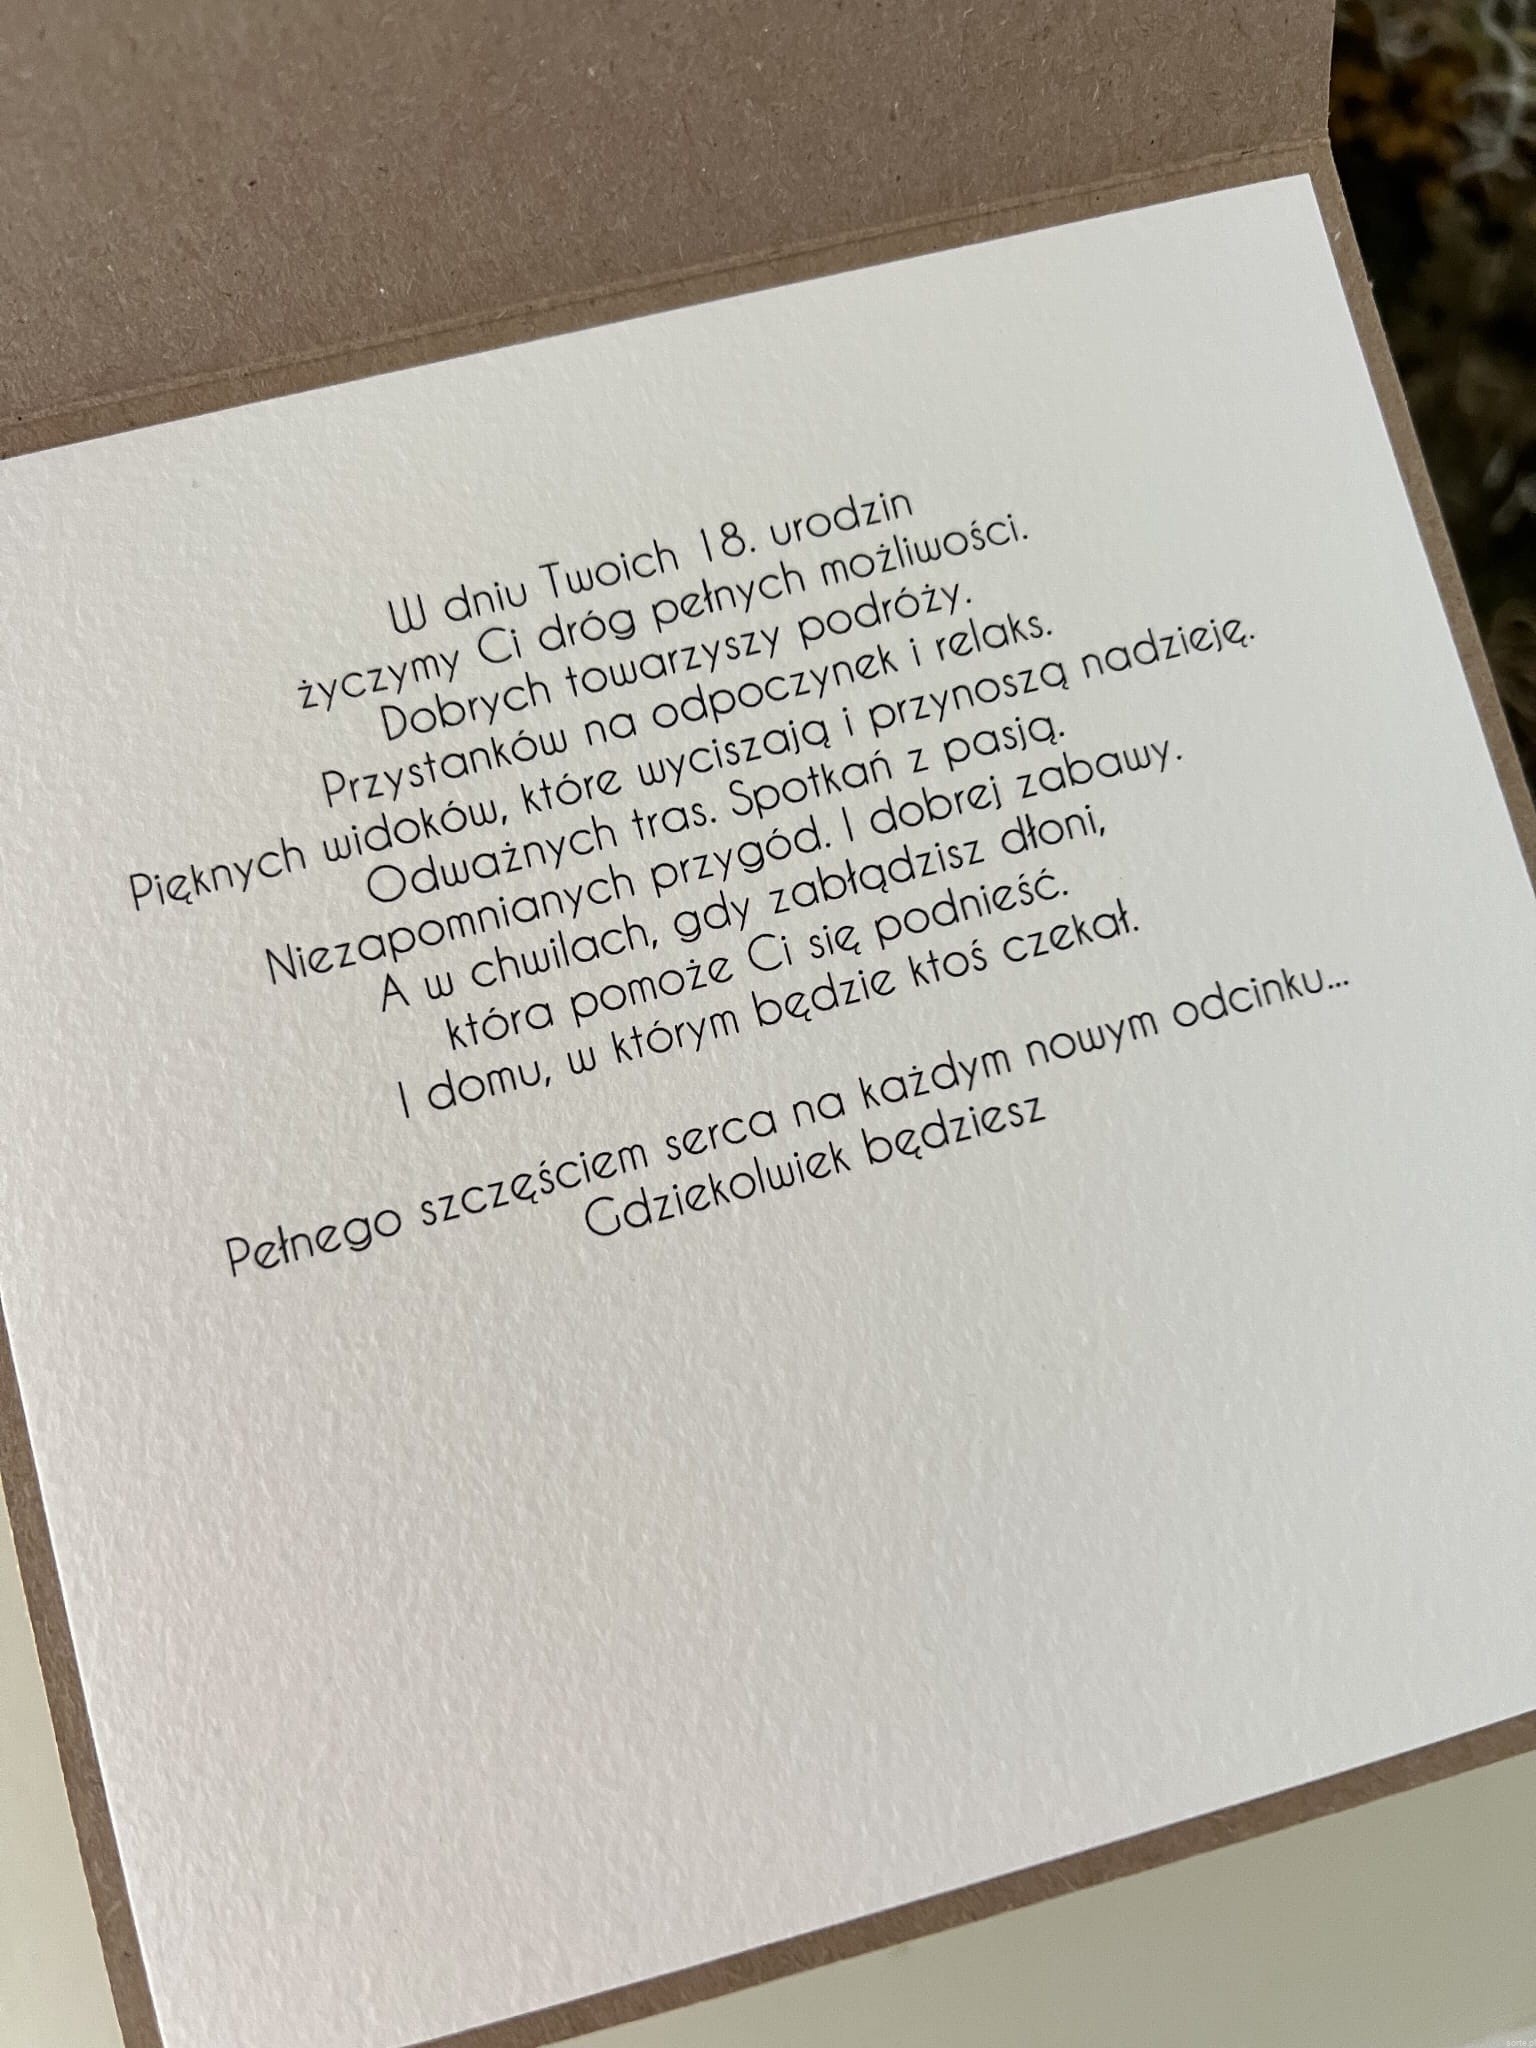 W dniu Twoich 18. urodzin
życzymy Ci dróg pełnych możliwości.
Dobrych towarzyszy podróży.
Przystanków na odpoczynek i relaks.
Pięknych widoków, które wyciszają i przynoszą nadzieję.
Odważnych tras. Spotkań z pasją.
Niezapomnianych przygód. I dobrej zabawy.
A w chwilach, gdy zabłądzisz dłoni,
która pomoże Ci się podnieść.
I domu, w którym będzie ktoś czekał.
Pełnego szczęściem serca na każdym nowym odcinku...
Gdziekolwiek będziesz